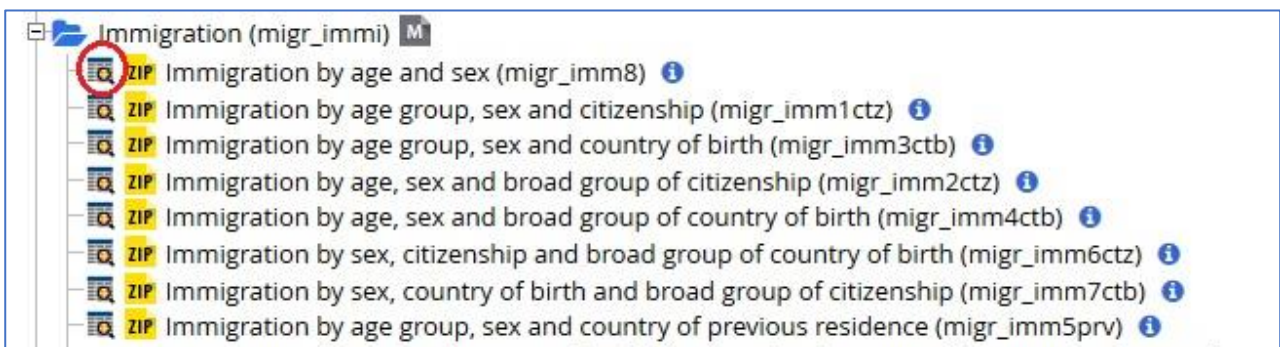 Immigration (migr_immi) M
ZIP Immigration by age and sex (migr_imm8) i
ZIP Immigration by age group, sex and citizenship (migr_imm1ctz) i
ZIP Immigration by age group, sex and country of birth (migr_imm3ctb) i
ZIP Immigration by age, sex and broad group of citizenship (migr_imm2ctz) i
ZIP Immigration by age, sex and broad group of country of birth (migr_imm4ctb) i
ZIP Immigration by sex, citizenship and broad group of country of birth (migr_imm6ctz) i
ZIP Immigration by sex, country of birth and broad group of citizenship (migr_imm7ctb) i
ZIP Immigration by age group, sex and country of previous residence (migr_imm5prv) i